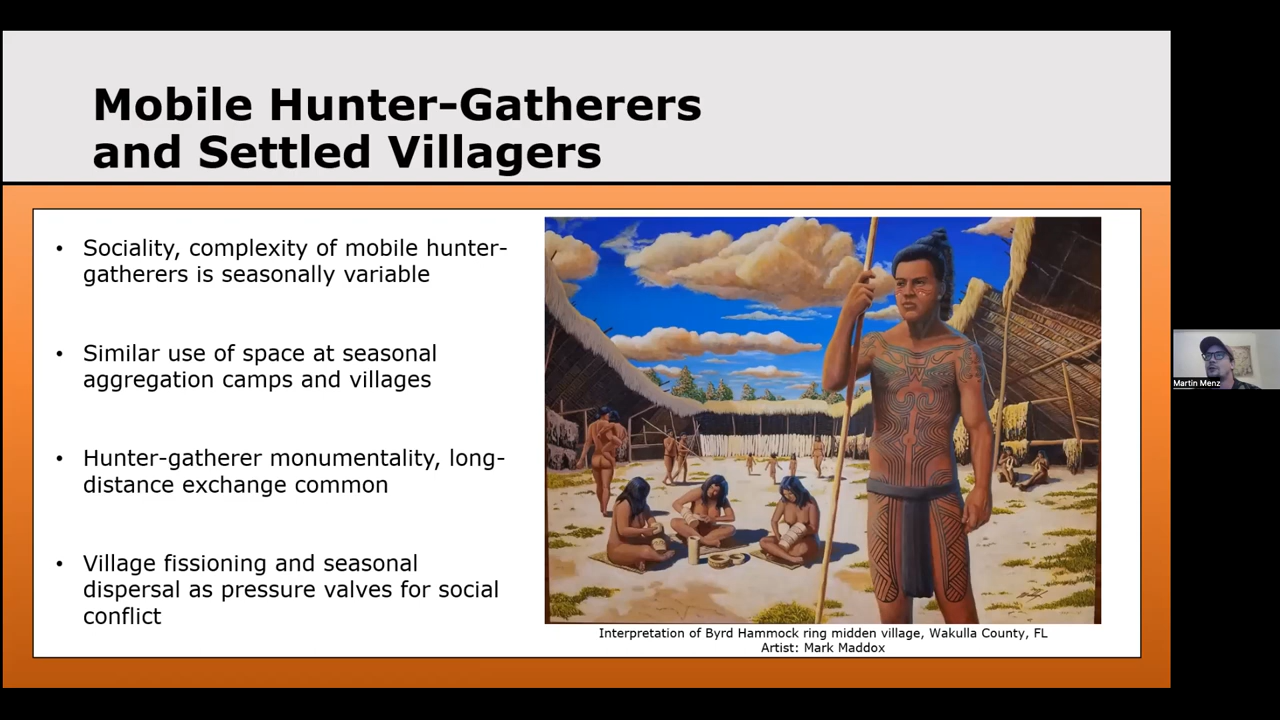 Mobile Hunter-Gatherers
and Settled Villagers
• Sociality, complexity of mobile hunter-
gatherers is seasonally variable
• Similar use of space at seasonal
aggregation camps and villages
• Hunter-gatherer monumentality, long-
distance exchange common
• Village fissioning and seasonal
dispersal as pressure valves for social
conflict
Interpretation of Byrd Hammock ring midden village, Wakulla County, FL
Artist: Mark Maddox
Martin Menz